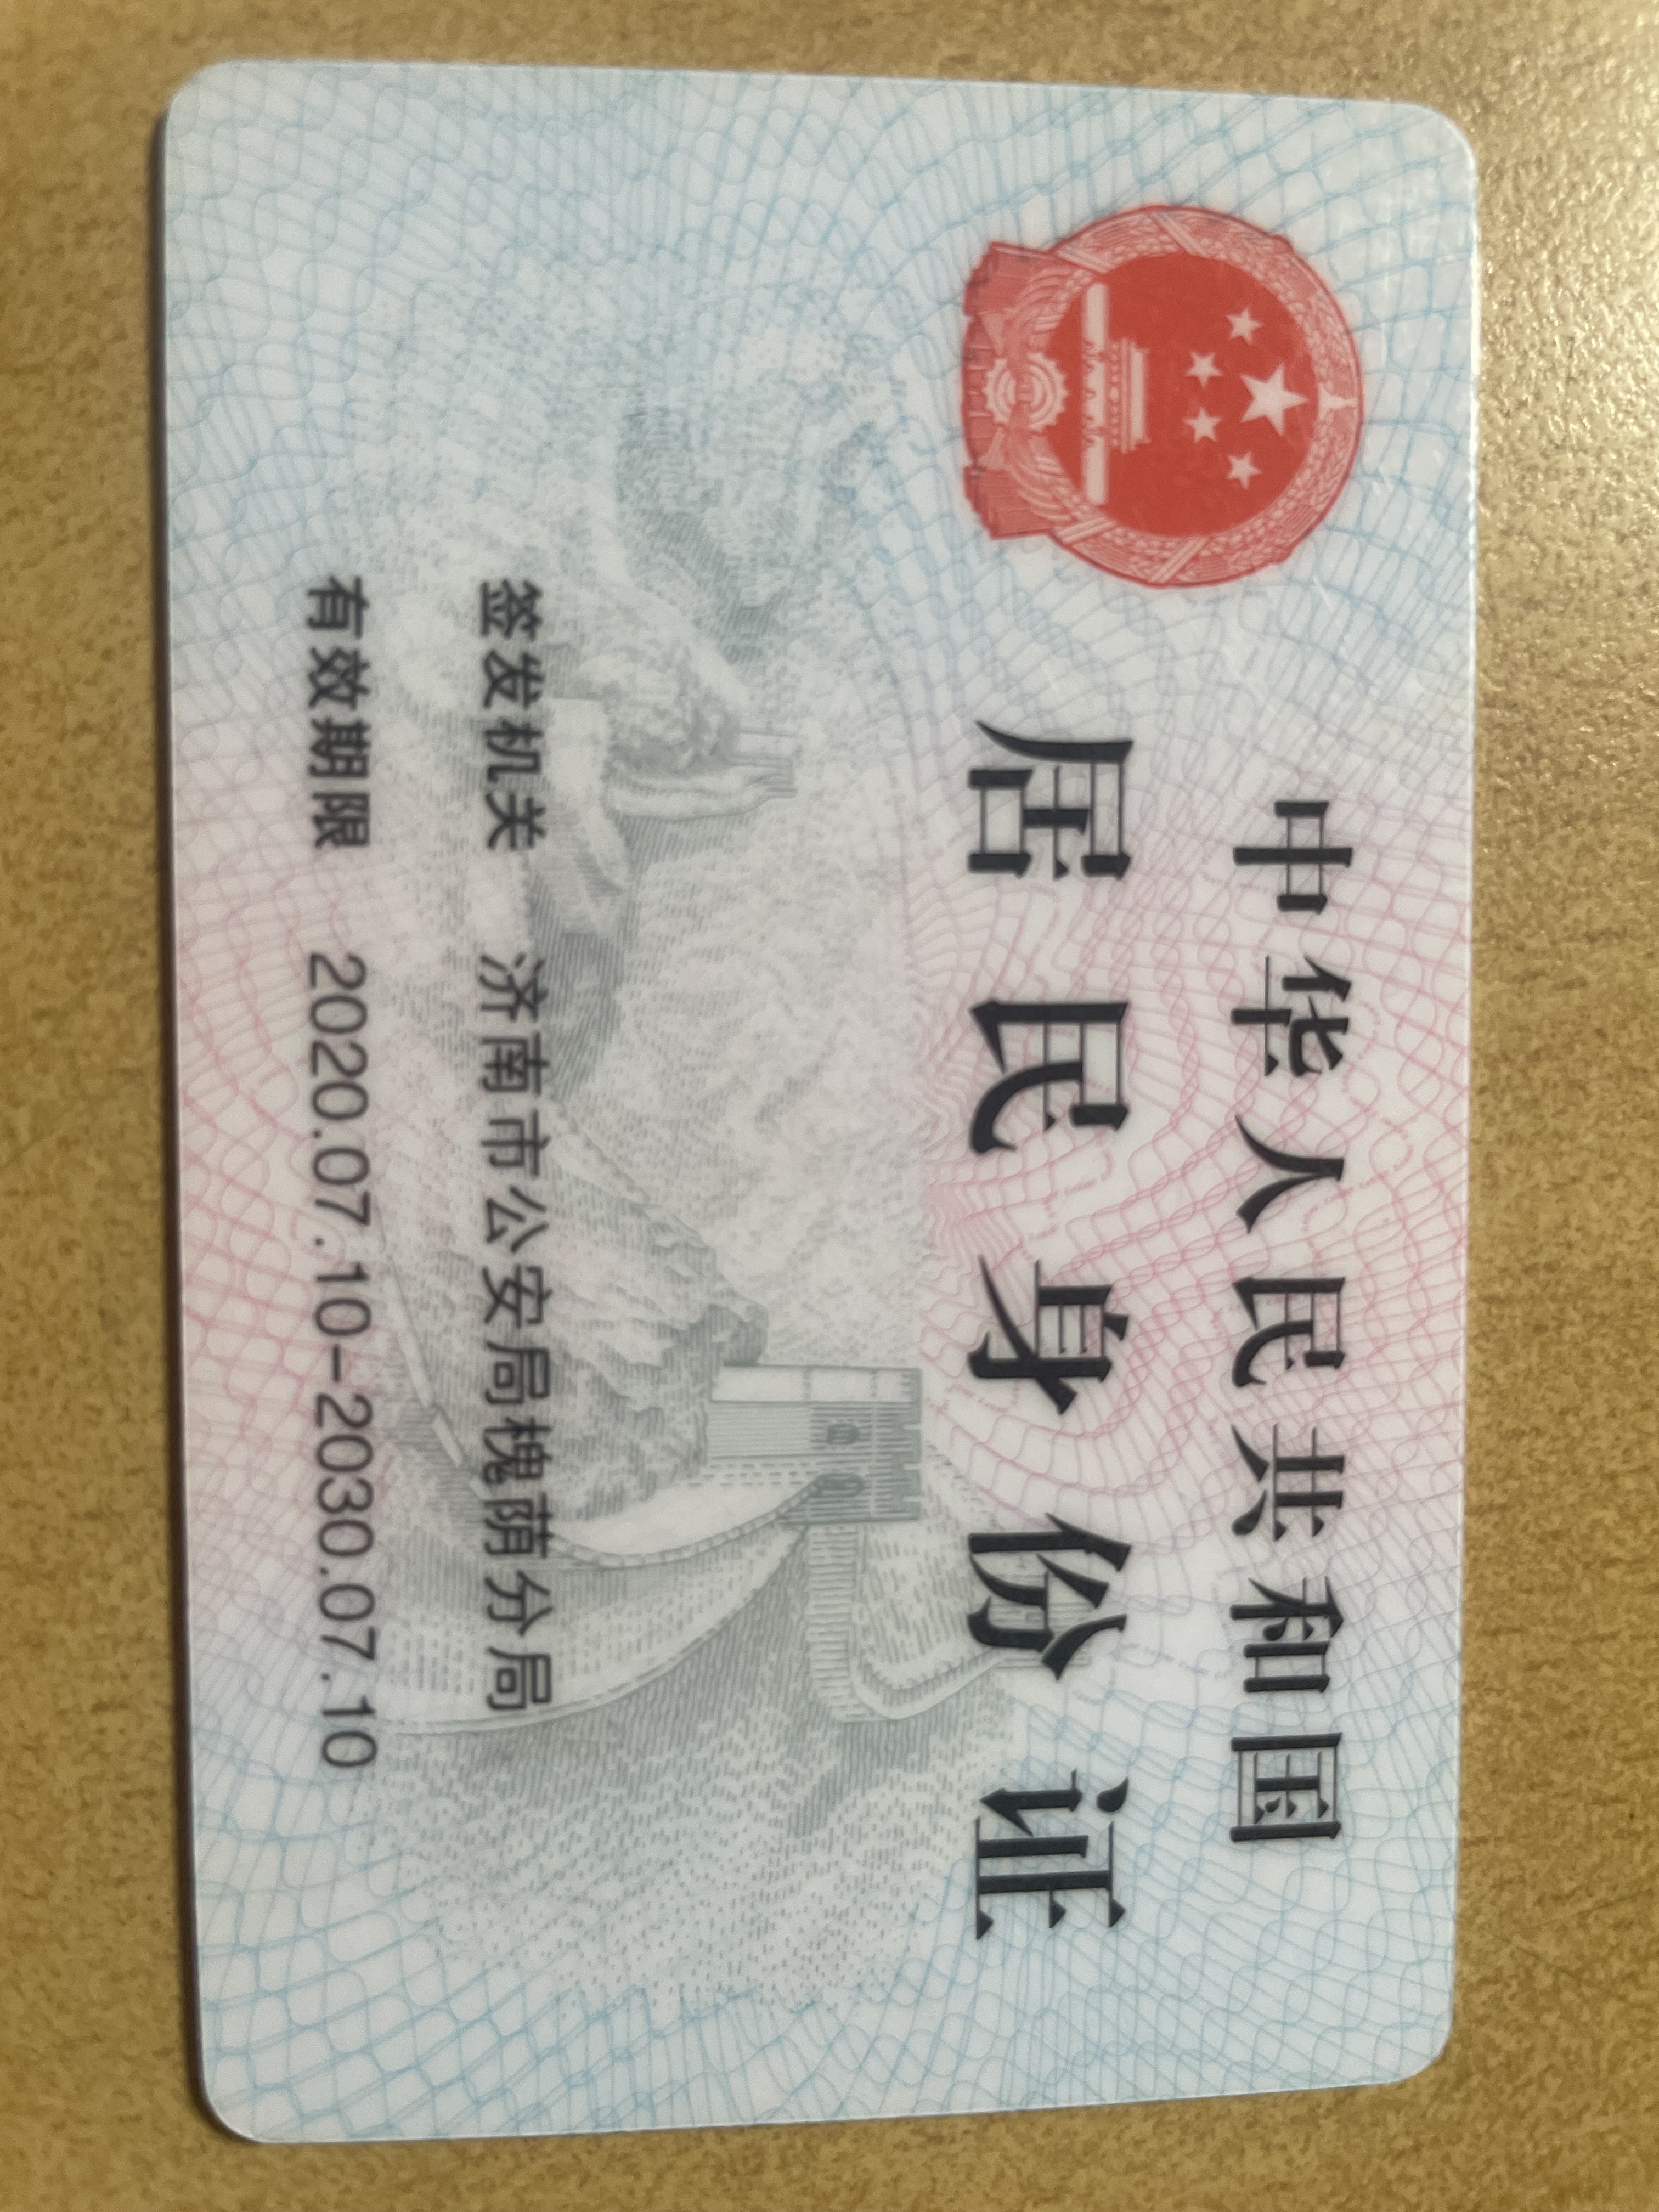 中华人民共和国
居民身份证
签发机关 济南市公安局槐荫分局
有效期限 2020.07.10-2030.07.10